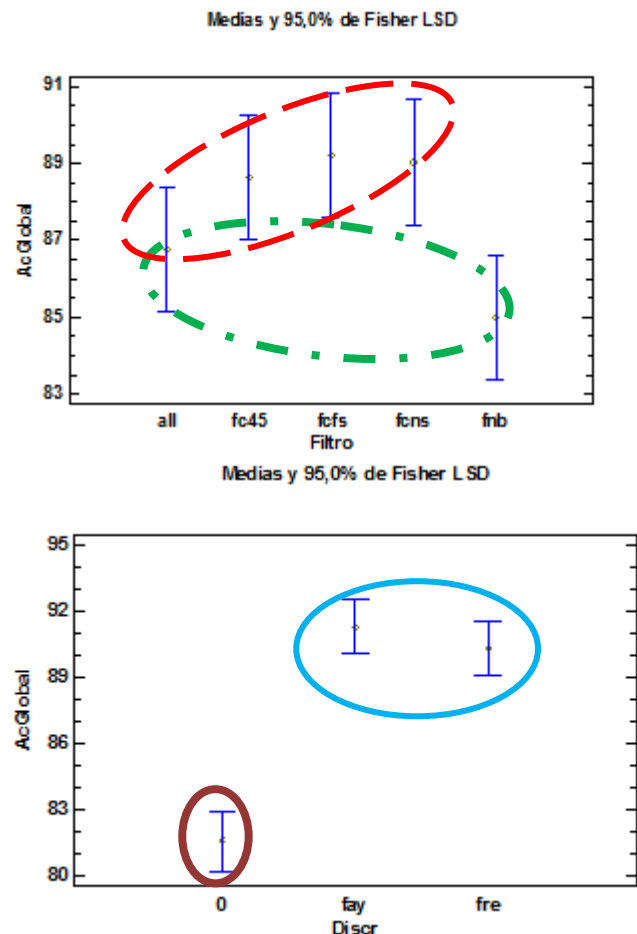 Medias y 95,0% de Fisher LSD
91
89
87
85
83
AcGlobal
all fc45 fcfs fcns fnb
Filtro
Medias y 95,0% de Fisher LSD
95
92
89
86
83
80
AcGlobal
0 fay fre
Discr